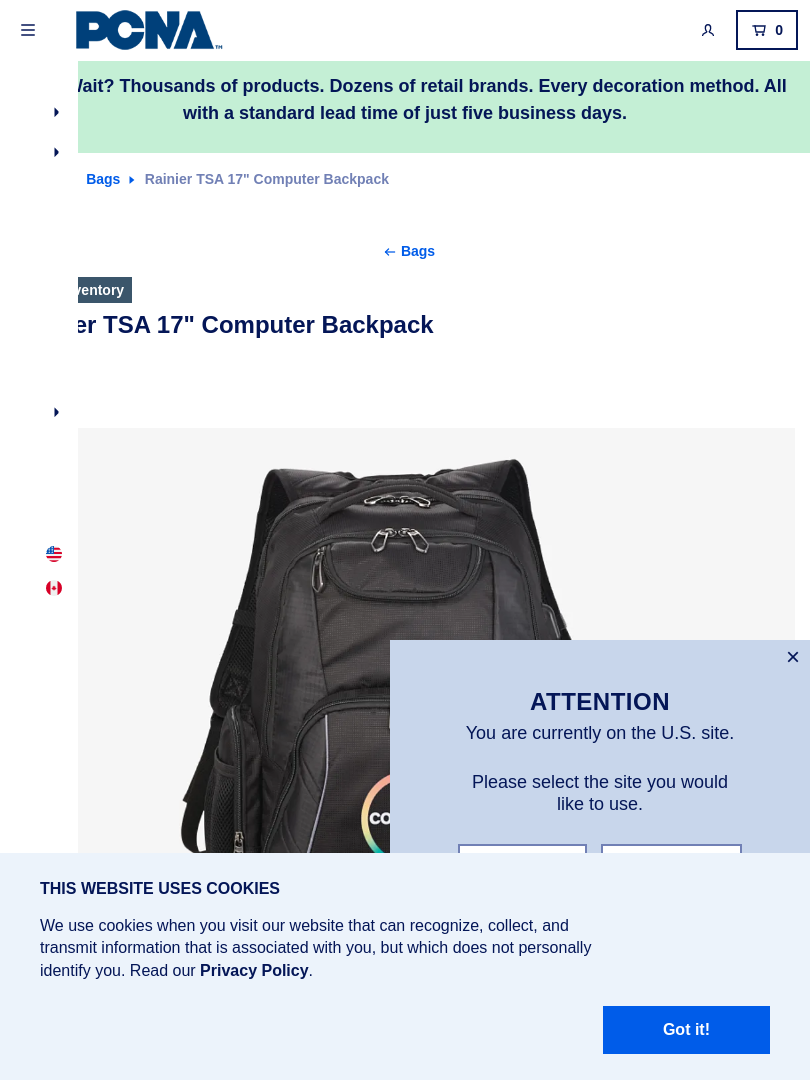 PCNA™
0
Wait? Thousands of products. Dozens of retail brands. Every decoration method. All
with a standard lead time of just five business days.
Bags
Rainier TSA 17" Computer Backpack
Bags
TSA 17" Computer Backpack
ATTENTION
You are currently on the U.S. site.
Please select the site you would
like to use.
THIS WEBSITE USES COOKIES
We use cookies when you visit our website that can recognize, collect, and
transmit information that is associated with you, but which does not personally
identify you. Read our Privacy Policy.
Got it!